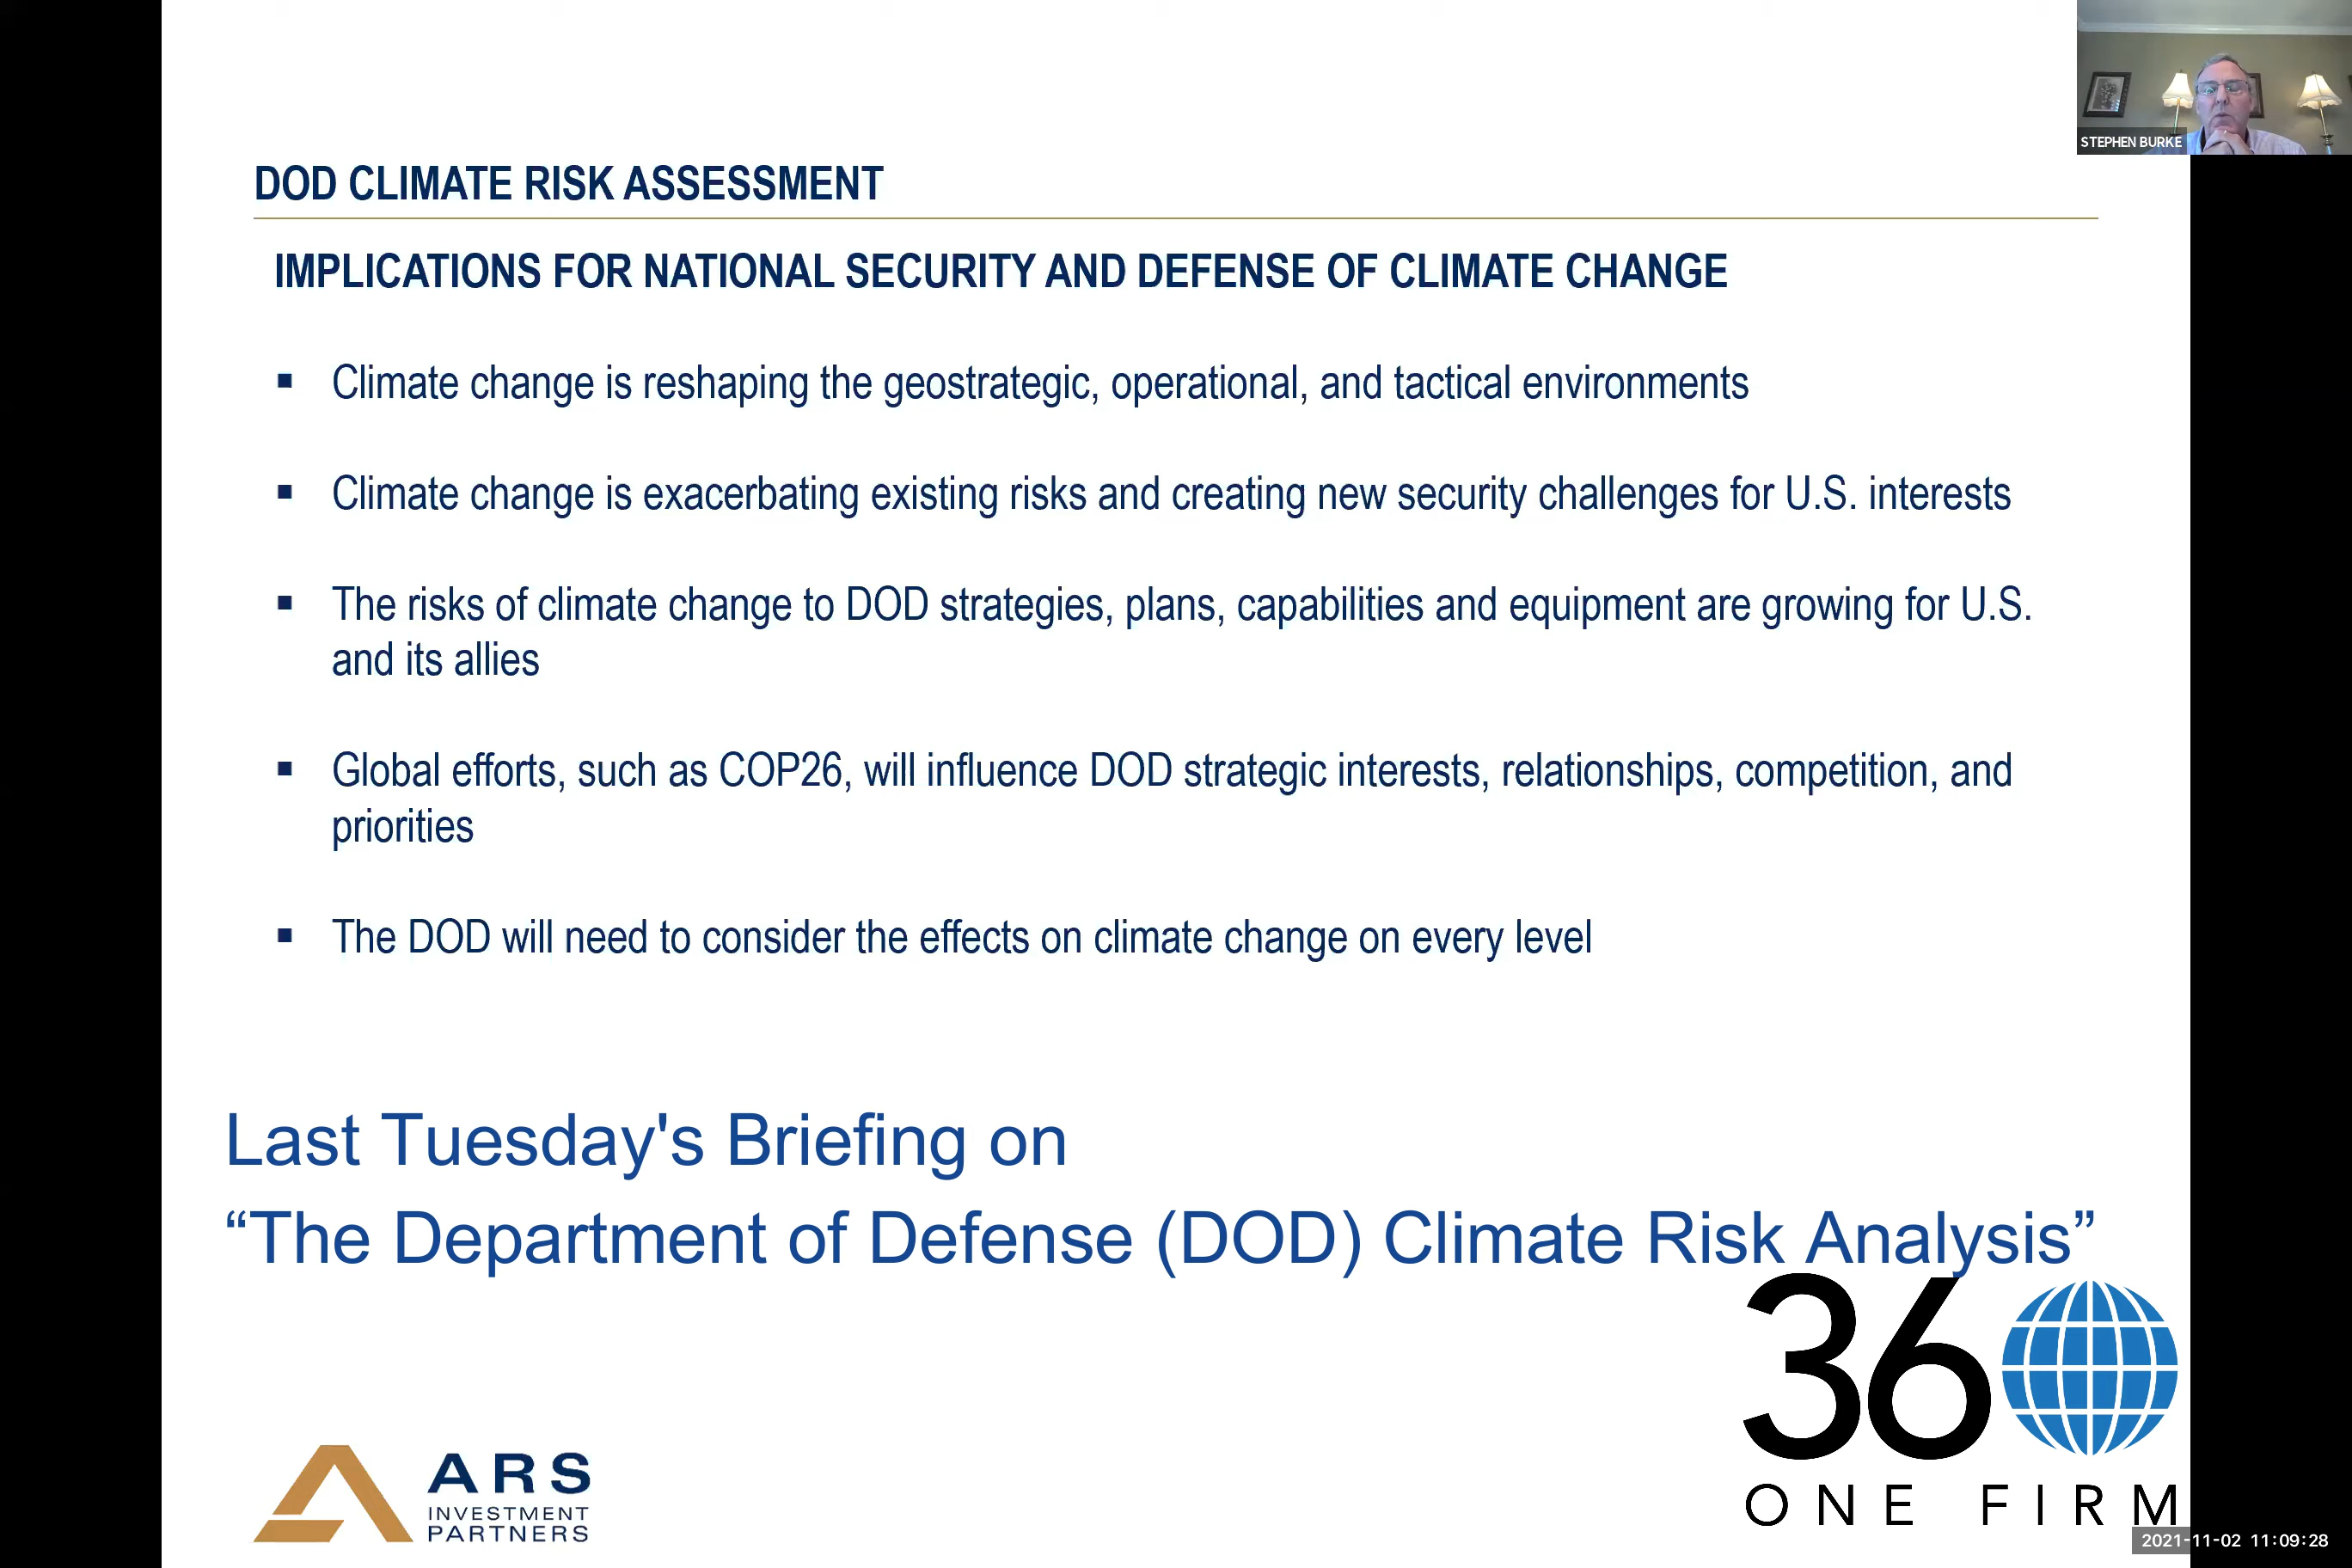 STEPHEN BURKE
DOD CLIMATE RISK ASSESSMENT
IMPLICATIONS FOR NATIONAL SECURITY AND DEFENSE OF CLIMATE CHANGE
▪ Climate change is reshaping the geostrategic, operational, and tactical environments
▪ Climate change is exacerbating existing risks and creating new security challenges for U.S. interests
▪ The risks of climate change to DOD strategies, plans, capabilities and equipment are growing for U.S.
and its allies
▪ Global efforts, such as COP26, will influence DOD strategic interests, relationships, competition, and
priorities
▪ The DOD will need to consider the effects on climate change on every level
Last Tuesday's Briefing on
“The Department of Defense (DOD) Climate Risk Analysis”
ARS
INVESTMENT
PARTNERS
360
ONE FIRM
2021-11-02 11:09:28